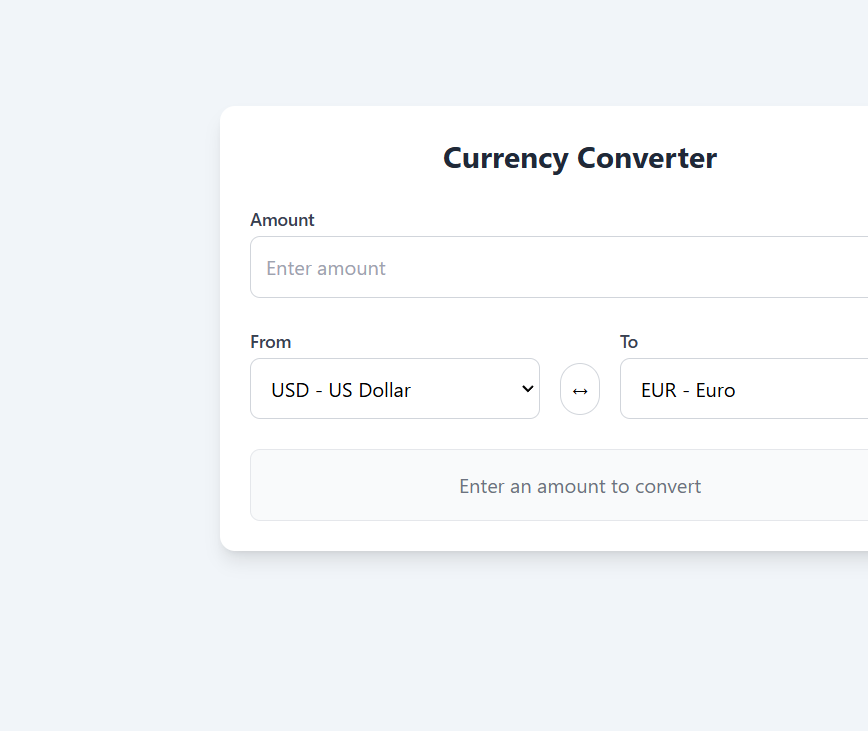 Currency Converter
Amount
Enter amount
From
To
USD - US Dollar
↔
EUR - Euro
Enter an amount to convert